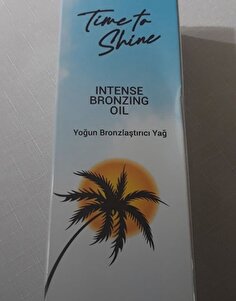 Time to
Shine
INTENSE
BRONZING
OIL
Yoğun Bronzlaştırıcı Yağ